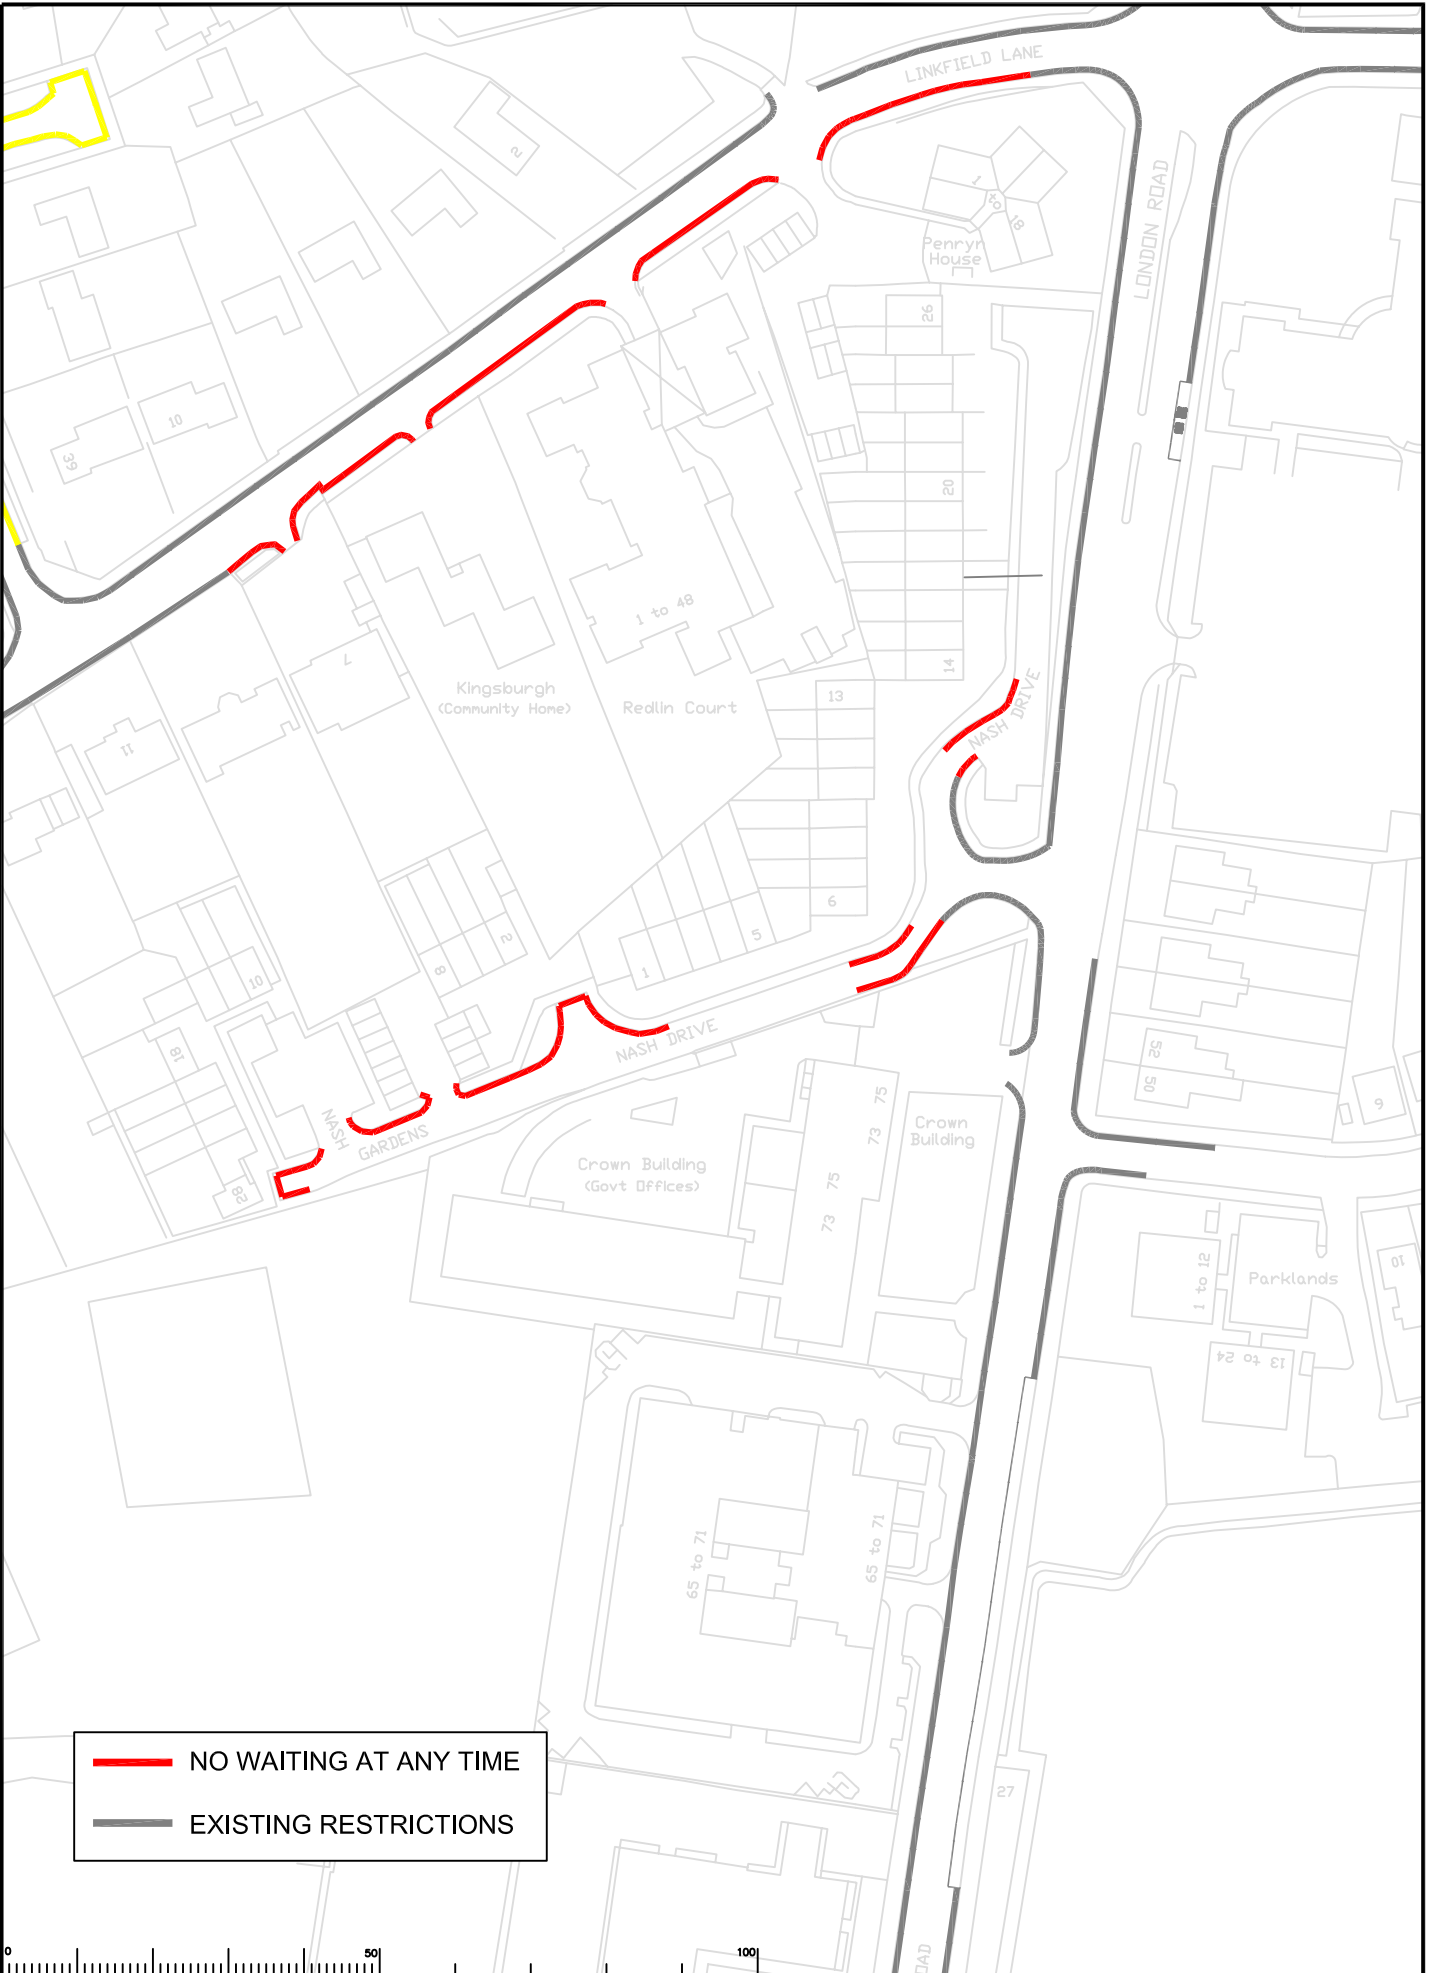 LINKFIELD LANE
2
1 to 18
Penryn
House
LONDON ROAD
26
10
39
20
1 to 48
14
7
Kingsburgh
(Community Home)
Redlin Court
13
NASH DRIVE
11
6
5
2
8
1
10
18
NASH DRIVE
52
50
9
75
73
Crown
Building
NASH
GARDENS
Crown Building
(Govt Offices)
75
73
28
1 to 12
Parklands
10
13 to 24
65 to 71
65 to 71
27
NO WAITING AT ANY TIME
EXISTING RESTRICTIONS
0
50
100
OAD